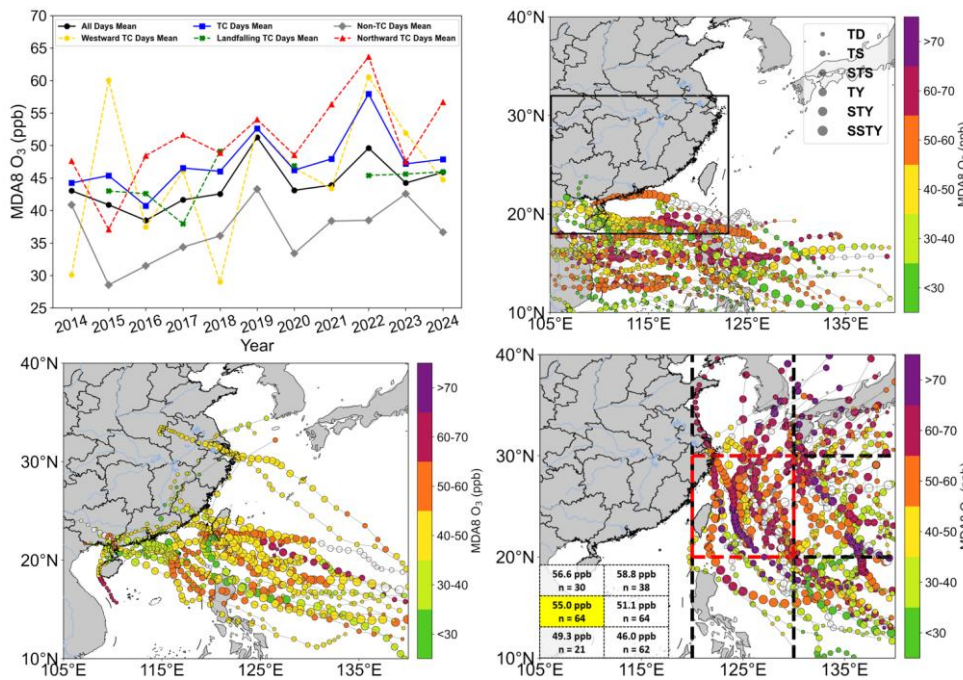 All Days Mean
TC Days Mean
Non-TC Days Mean
Westward TC Days Mean
Landfalling TC Days Mean
Northward TC Days Mean
MDA8 O3 (ppb)
70
65
60
55
50
45
40
35
30
25
2014
2015
2016
2017
2018
2019
2020
2021
2022
2023
2024
Year
40°N
30°N
20°N
10°N
105°E
115°E
125°E
135°E
TD
TS
STS
TY
STY
SSTY
>70
60-70
50-60
40-50
30-40
<30
MDA8 O3 (ppb)
40°N
30°N
20°N
10°N
105°E
115°E
125°E
135°E
>70
60-70
50-60
40-50
30-40
<30
MDA8 O3 (ppb)
40°N
30°N
20°N
10°N
105°E
115°E
125°E
135°E
56.6 ppb
n = 30
58.8 ppb
n = 38
55.0 ppb
n = 64
51.1 ppb
n = 64
49.3 ppb
n = 21
46.0 ppb
n = 62
>70
60-70
50-60
40-50
30-40
<30
MDA8 O3 (ppb)